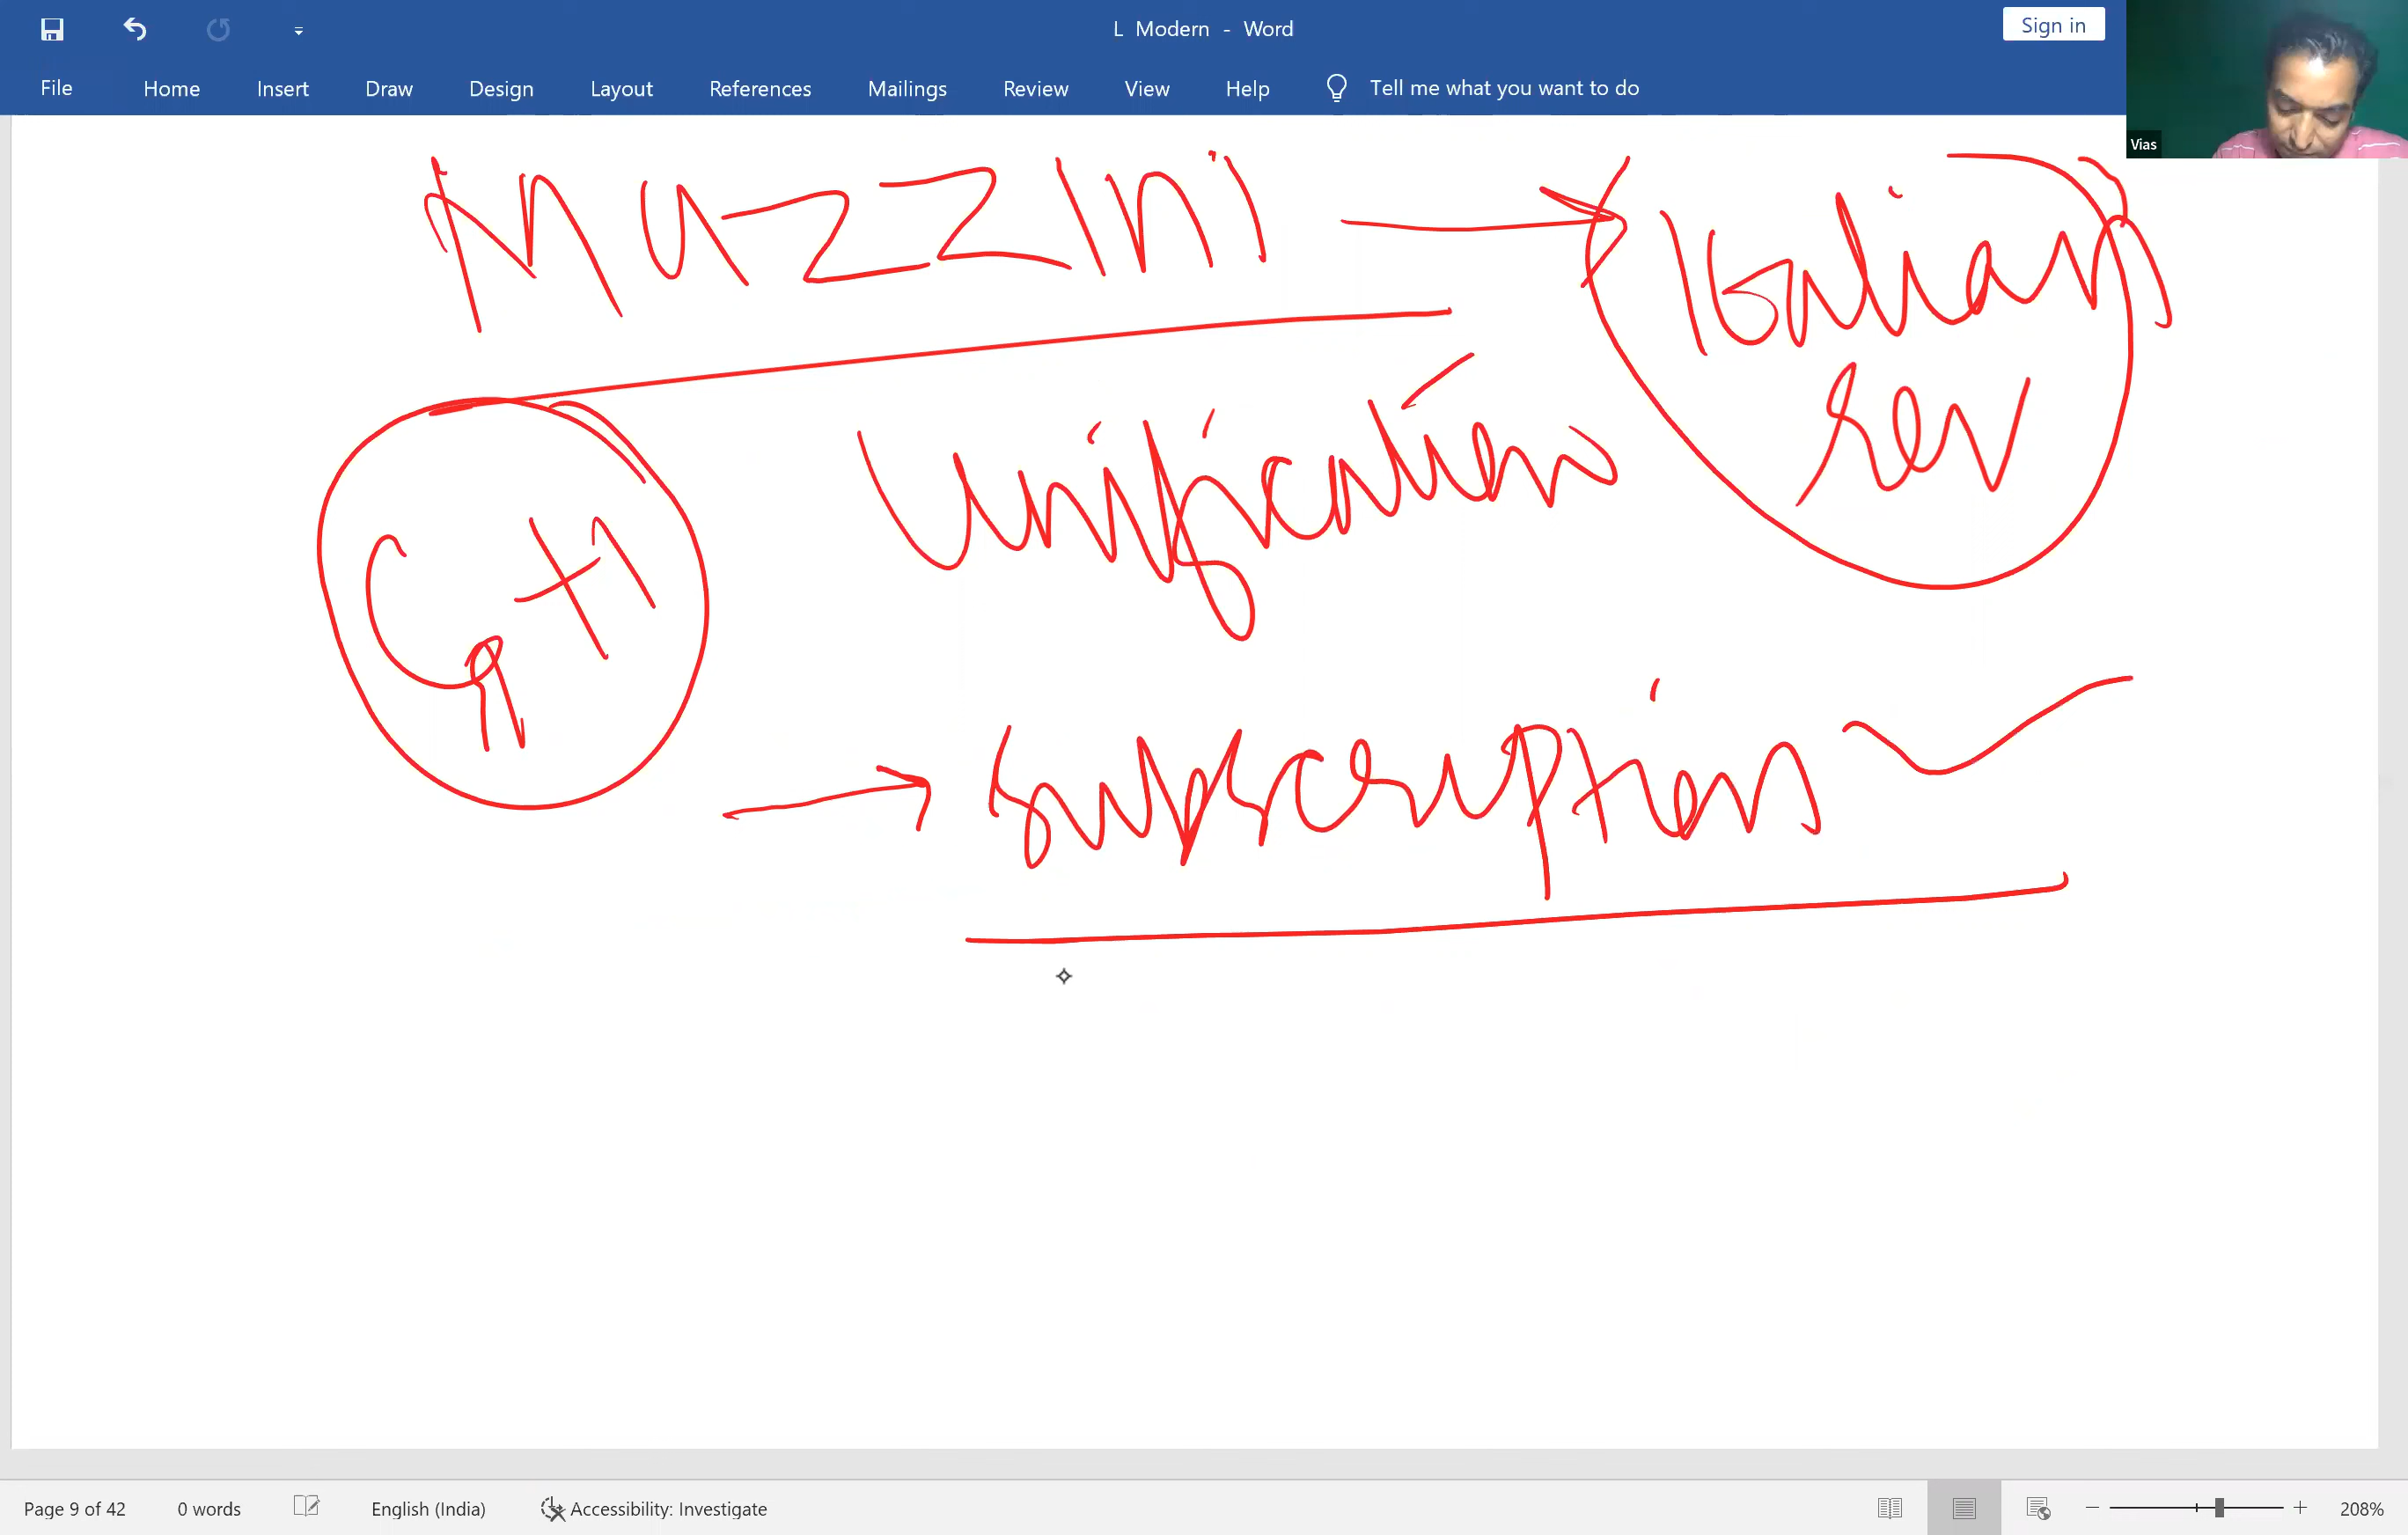 L Modern - Word
Sign in
File Home Insert Draw Design Layout References Mailings Review View Help Tell me what you want to do
Vias
Mazzini → Italian
Rev
Unification
→ Subscription
Page 9 of 42 0 words English (India) Accessibility: Investigate 208%